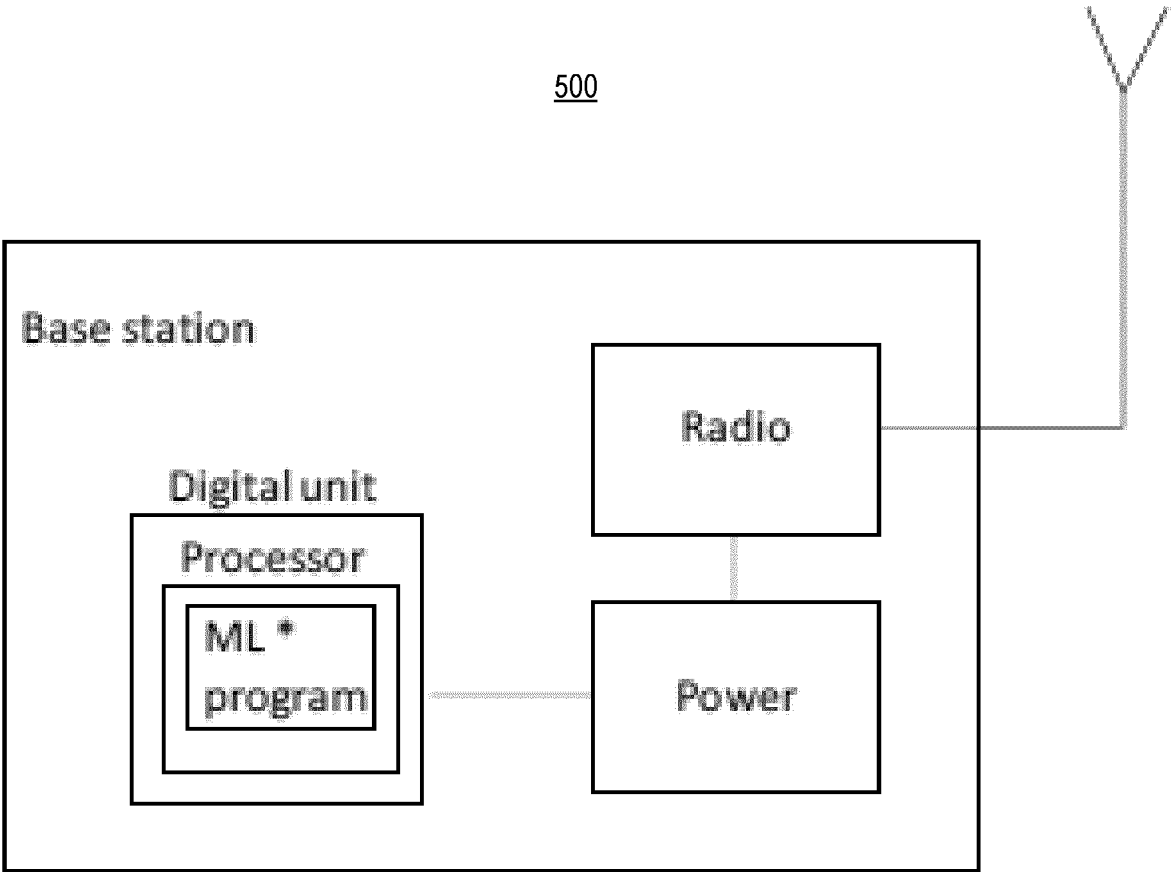 500
Base station
Radio
Digital unit
Processor
ML *
program
Power